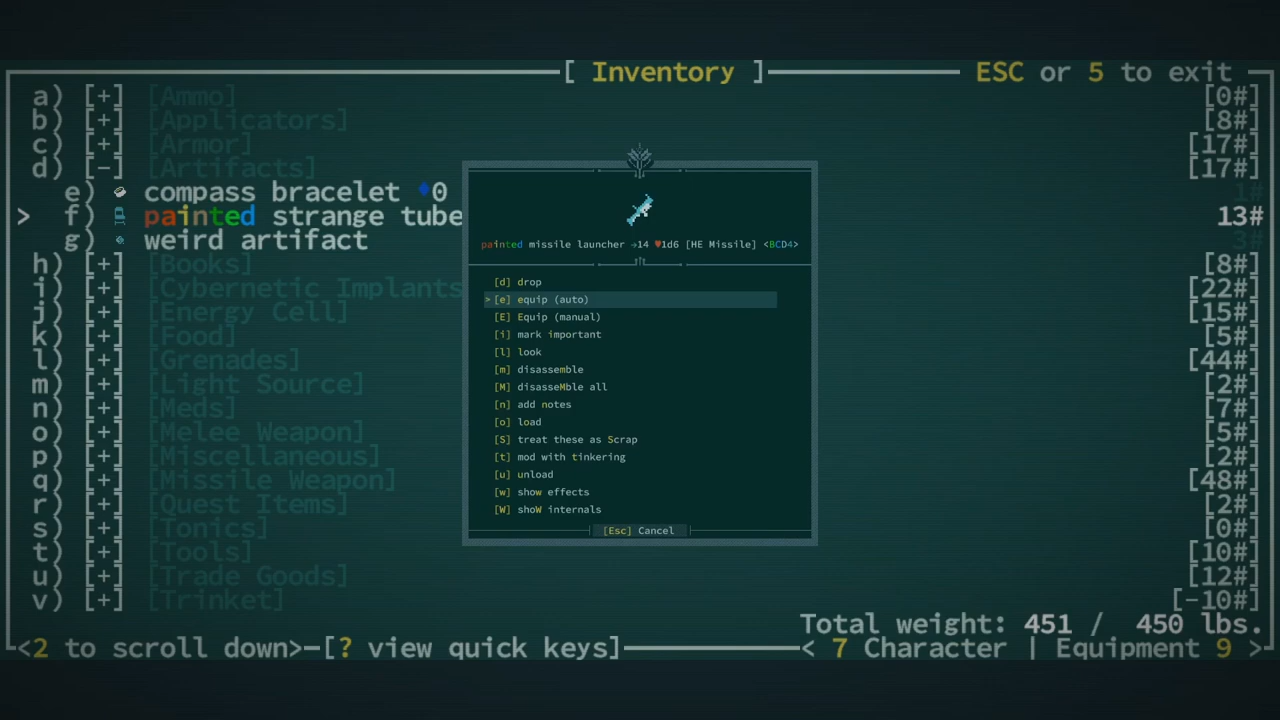 [ Inventory ] ESC or 5 to exit
a) [+] [Ammo] [0#]
b) [+] [Applicators] [8#]
c) [+] [Armor] [17#]
d) [-] [Artifacts] [17#]
e) compass bracelet ♦0 1#
> f) painted strange tube 13#
g) weird artifact 3#
h) [+] [Books] [8#]
i) [+] [Cybernetic Implants [22#]
j) [+] [Energy Cell] [15#]
k) [+] [Food] [5#]
l) [+] [Grenades] [44#]
m) [+] [Light Source] [2#]
n) [+] [Meds] [7#]
o) [+] [Melee Weapon] [5#]
p) [+] [Miscellaneous] [2#]
q) [+] [Missile Weapon] [48#]
r) [+] [Quest Items] [2#]
s) [+] [Tonics] [0#]
t) [+] [Tools] [10#]
u) [+] [Trade Goods] [12#]
v) [+] [Trinket] [-10#]
Total weight: 451 / 450 lbs.
<2 to scroll down> [? view quick keys] < 7 Character | Equipment 9 >
painted missile launcher →14 ♥1d6 [HE Missile] <BCD4>
[d] drop
> [e] equip (auto)
[E] Equip (manual)
[i] mark important
[l] look
[m] disassemble
[M] disasseMble all
[n] add notes
[o] load
[S] treat these as Scrap
[t] mod with tinkering
[u] unload
[w] show effects
[W] shoW internals
[Esc] Cancel